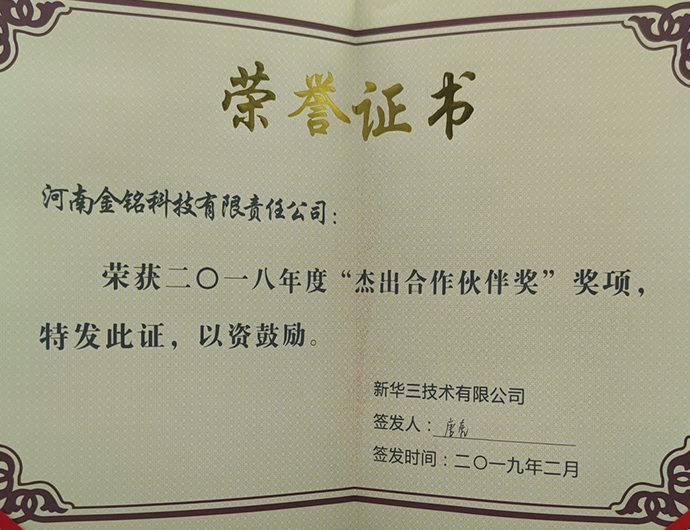 荣誉证书
河南金铭科技有限责任公司：
荣获二〇一八年度“杰出合作伙伴奖”奖项，
特发此证，以资鼓励。
新华三技术有限公司
签发人：
签发时间：二〇一九年二月